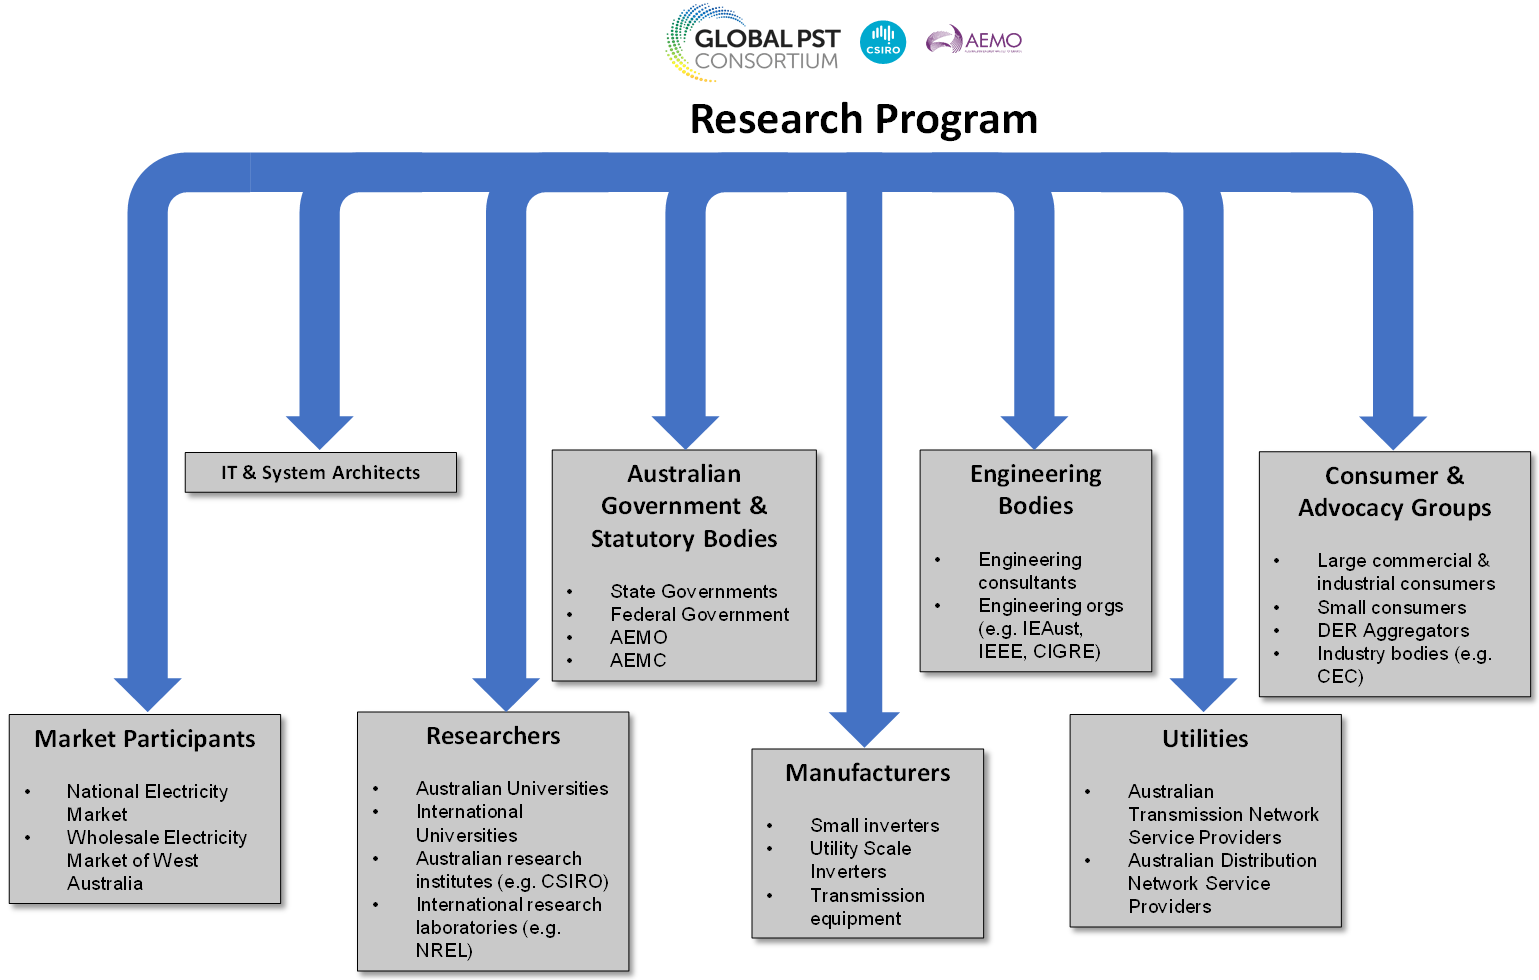 GLOBAL PST
CONSORTIUM
CSIRO
AEMO
Research Program
IT & System Architects
Australian
Government &
Statutory Bodies
• State Governments
• Federal Government
• AEMO
• AEMC
Engineering
Bodies
• Engineering
consultants
• Engineering orgs
(e.g. IEAust,
IEEE, CIGRE)
Consumer &
Advocacy Groups
• Large commercial &
industrial consumers
• Small consumers
• DER Aggregators
• Industry bodies (e.g.
CEC)
Market Participants
• National Electricity
Market
• Wholesale Electricity
Market of West
Australia
Researchers
• Australian Universities
• International
Universities
• Australian research
institutes (e.g. CSIRO)
• International research
laboratories (e.g.
NREL)
Manufacturers
• Small inverters
• Utility Scale
Inverters
• Transmission
equipment
Utilities
• Australian
Transmission Network
Service Providers
• Australian Distribution
Network Service
Providers